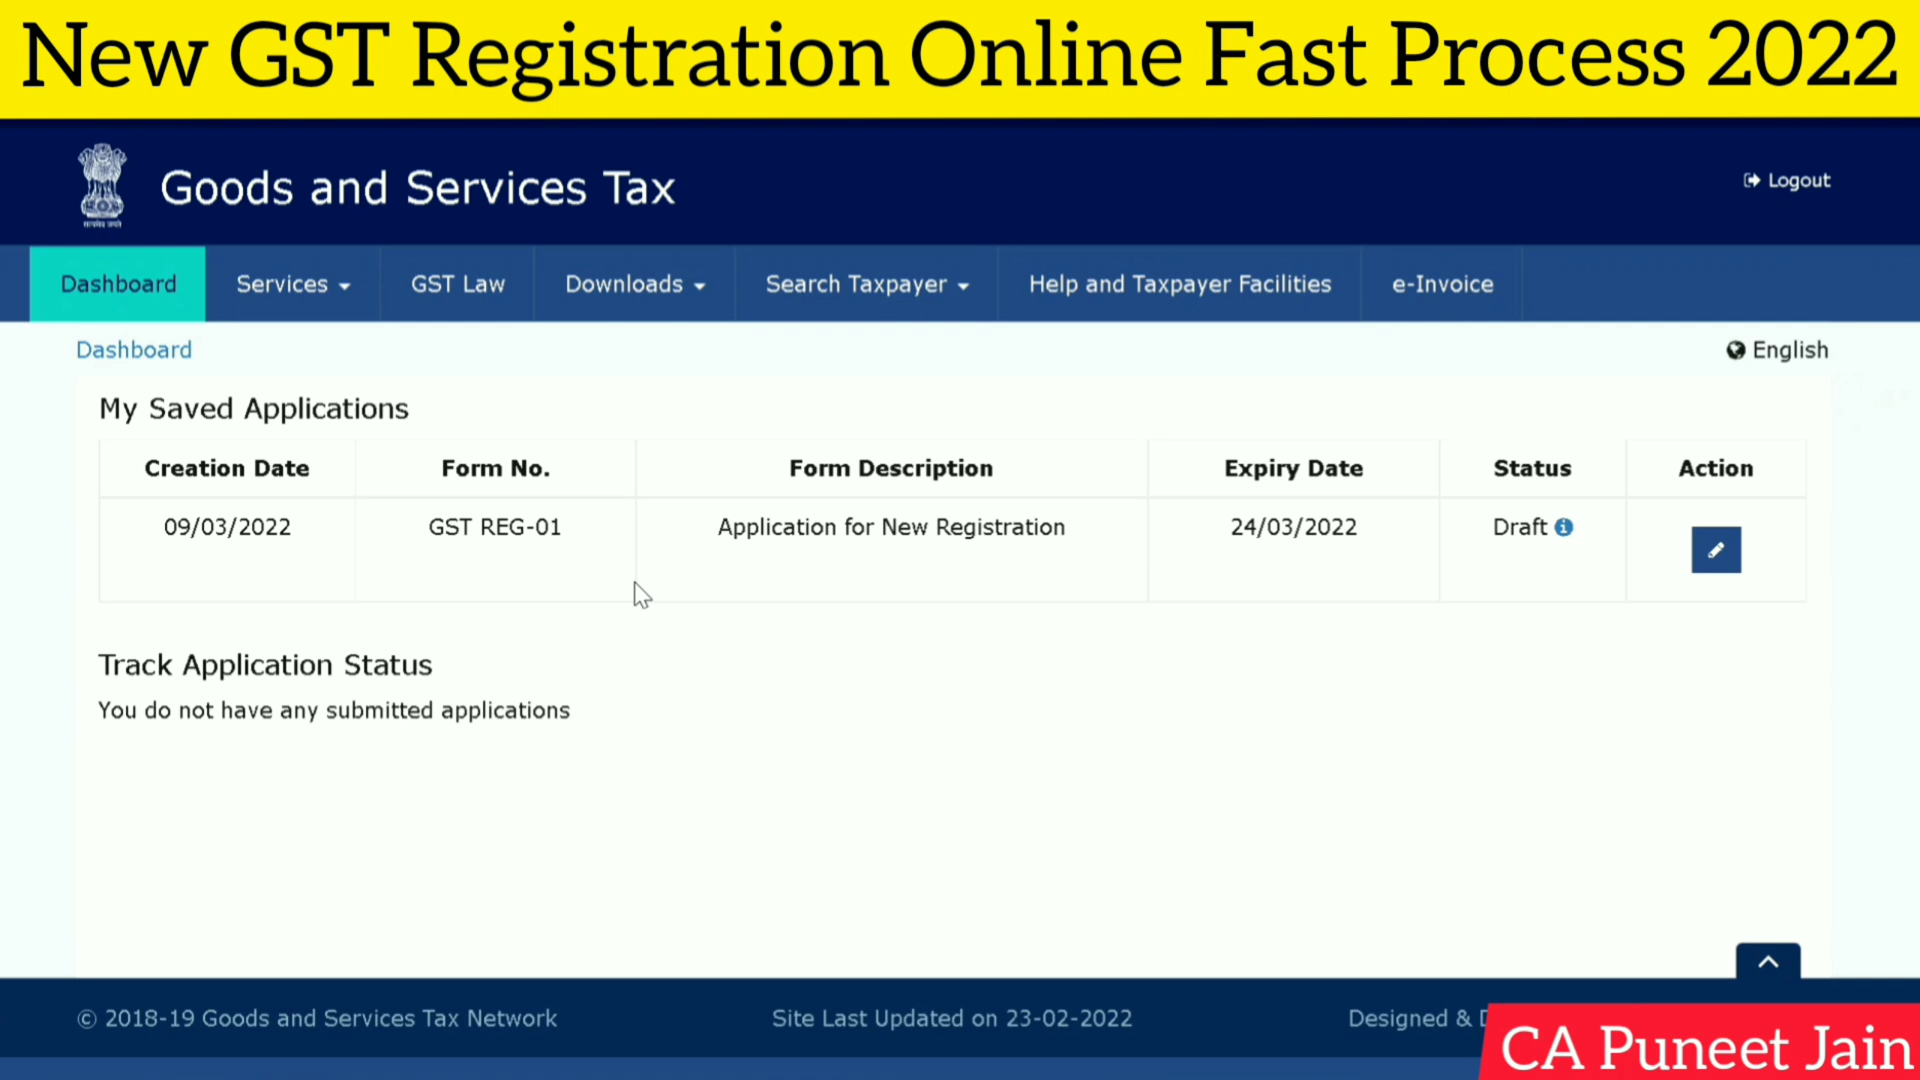 New GST Registration Online Fast Process 2022
Goods and Services Tax
Logout
Dashboard Services GST Law Downloads Search Taxpayer Help and Taxpayer Facilities e-Invoice
Dashboard English
My Saved Applications
Creation Date Form No. Form Description Expiry Date Status Action
09/03/2022 GST REG-01 Application for New Registration 24/03/2022 Draft
Track Application Status
You do not have any submitted applications
© 2018-19 Goods and Services Tax Network Site Last Updated on 23-02-2022 Designed &
CA Puneet Jain